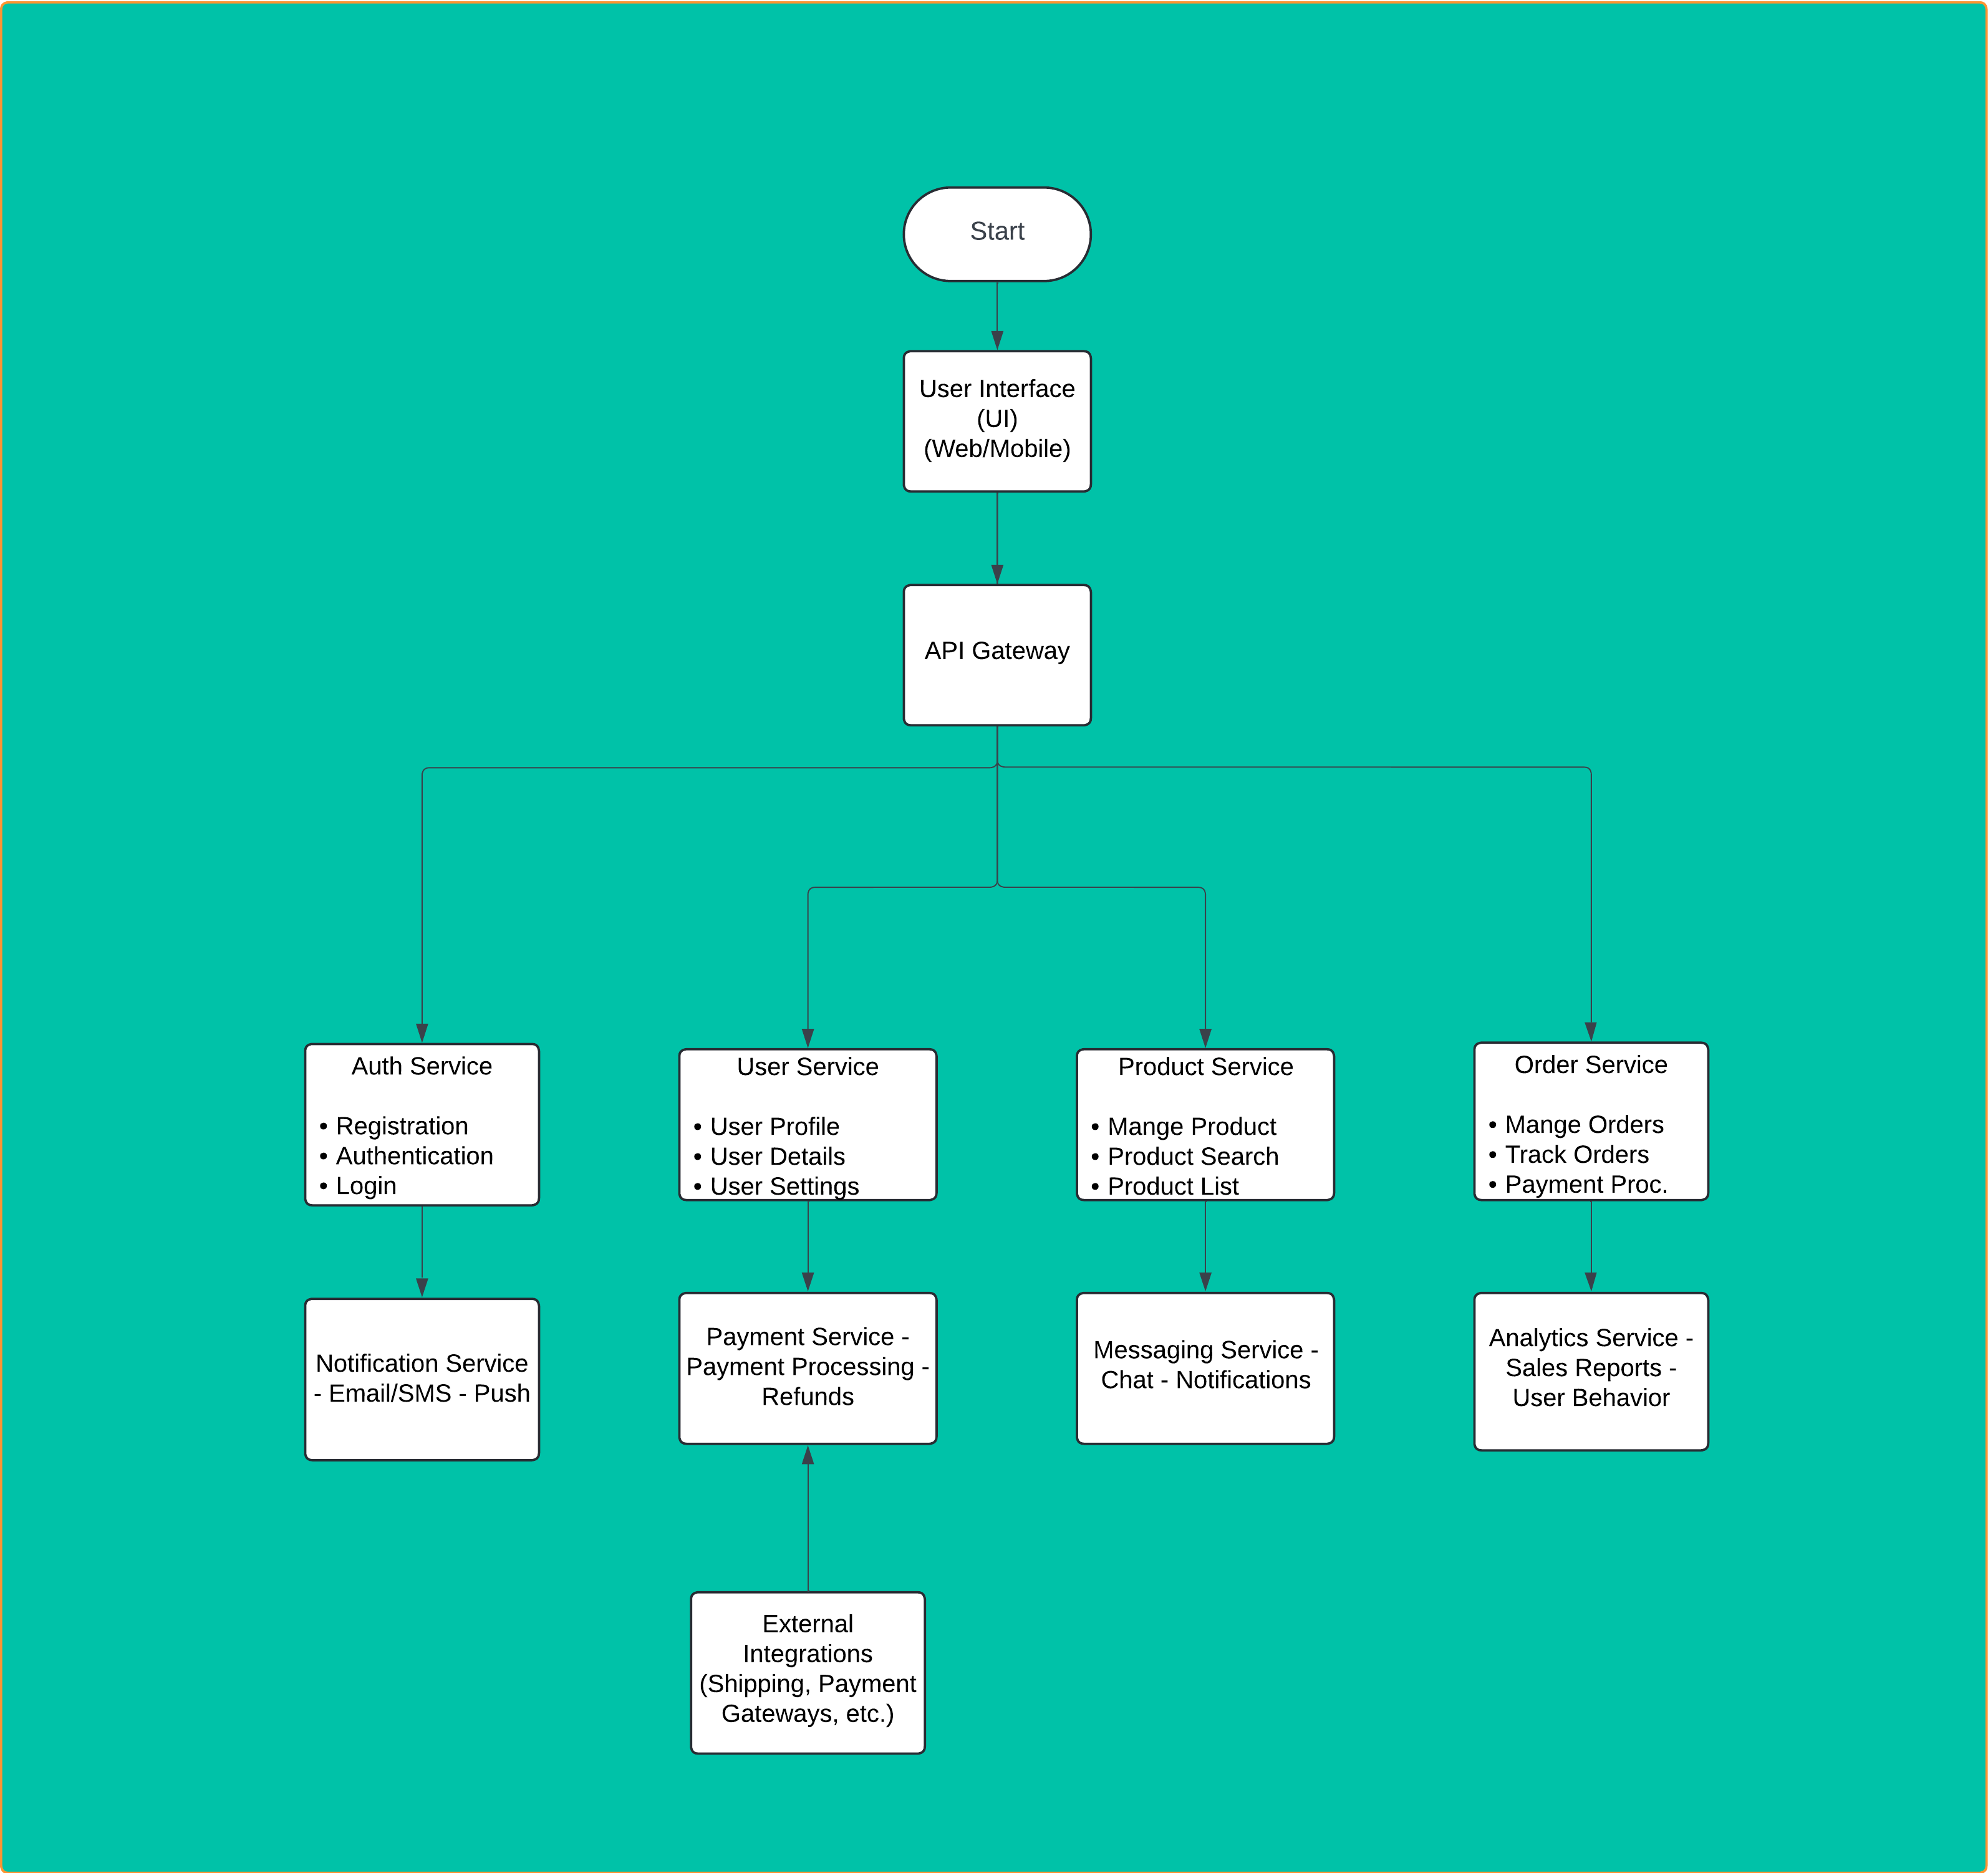 Start
User Interface
(UI)
(Web/Mobile)
API Gateway
Auth Service
• Registration
• Authentication
• Login
User Service
• User Profile
• User Details
• User Settings
Product Service
• Mange Product
• Product Search
• Product List
Order Service
• Mange Orders
• Track Orders
• Payment Proc.
Notification Service
- Email/SMS - Push
Payment Service -
Payment Processing -
Refunds
Messaging Service -
Chat - Notifications
Analytics Service -
Sales Reports -
User Behavior
External
Integrations
(Shipping, Payment
Gateways, etc.)